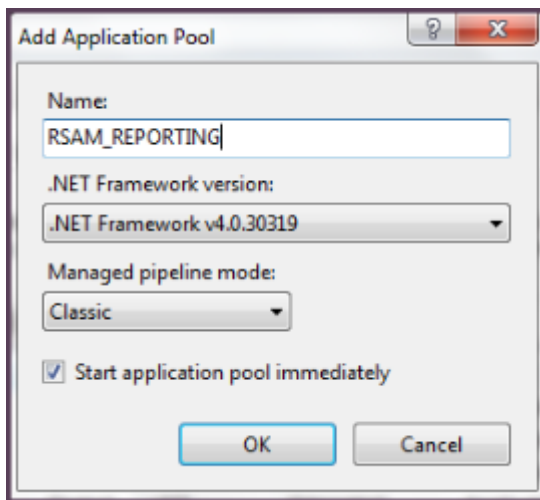 Add Application Pool
Name:
RSAM_REPORTING
.NET Framework version:
.NET Framework v4.0.30319
Managed pipeline mode:
Classic
Start application pool immediately
OK Cancel